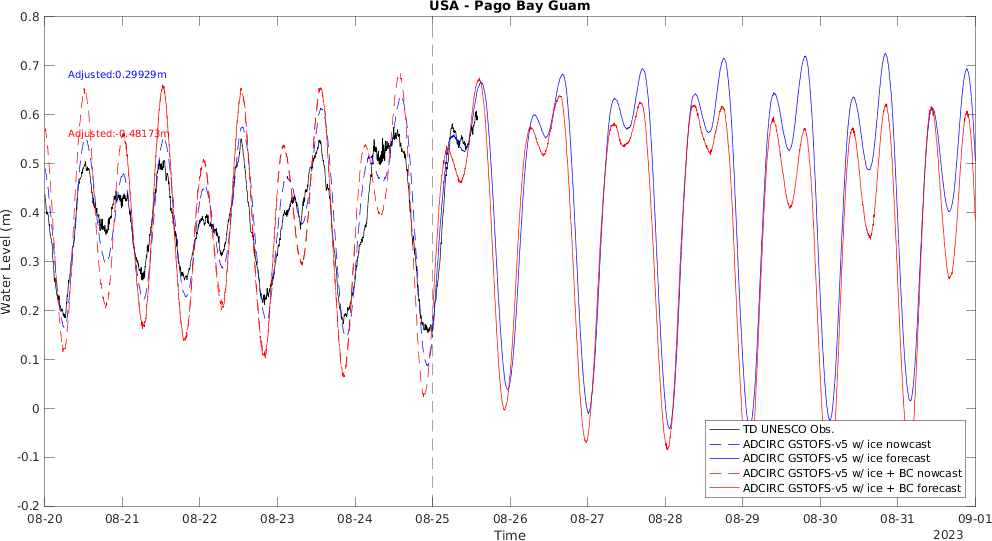 USA - Pago Bay Guam
0.8
0.7
0.6
0.5
0.4
0.3
0.2
0.1
0
-0.1
-0.2
Water Level (m)
Adjusted:0.29929m
Adjusted:-0.48173m
TD UNESCO Obs.
ADCIRC GSTOFS-v5 w/ ice nowcast
ADCIRC GSTOFS-v5 w/ ice forecast
ADCIRC GSTOFS-v5 w/ ice + BC nowcast
ADCIRC GSTOFS-v5 w/ ice + BC forecast
08-20 08-21 08-22 08-23 08-24 08-25 08-26 08-27 08-28 08-29 08-30 08-31 09-01
Time
2023